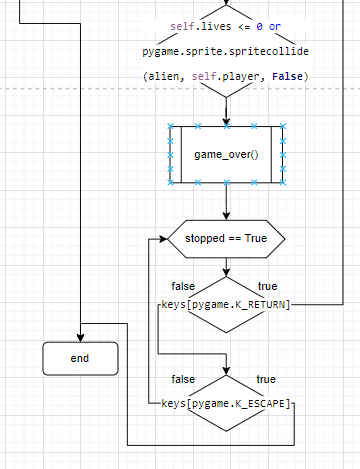 self.lives <= 0 or
pygame.sprite.spritecollide
(alien, self.player, False)
game_over()
stopped == True
false
true
keys[pygame.K_RETURN]
end
false
true
keys[pygame.K_ESCAPE]